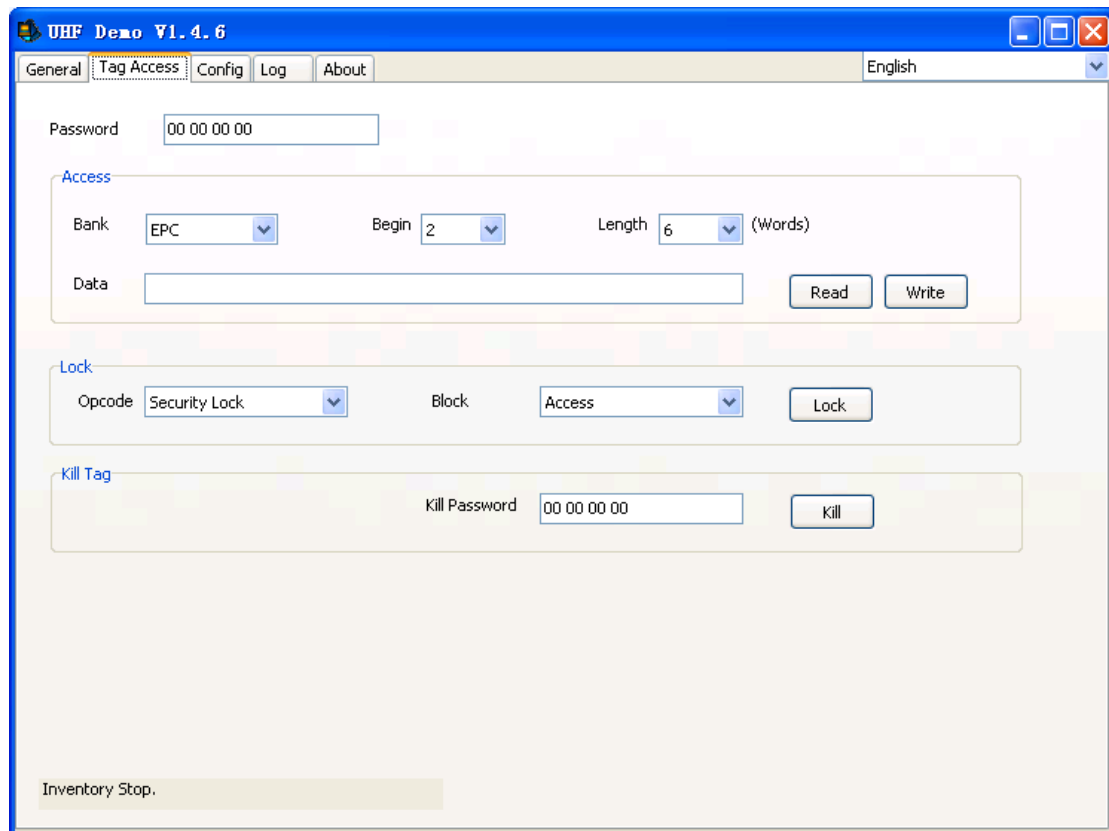 UHF Demo V1.4.6
General Tag Access Config Log About English
Password 00 00 00 00
Access
Bank EPC Begin 2 Length 6 (Words)
Data Read Write
Lock
Opcode Security Lock Block Access Lock
Kill Tag
Kill Password 00 00 00 00 Kill
Inventory Stop.